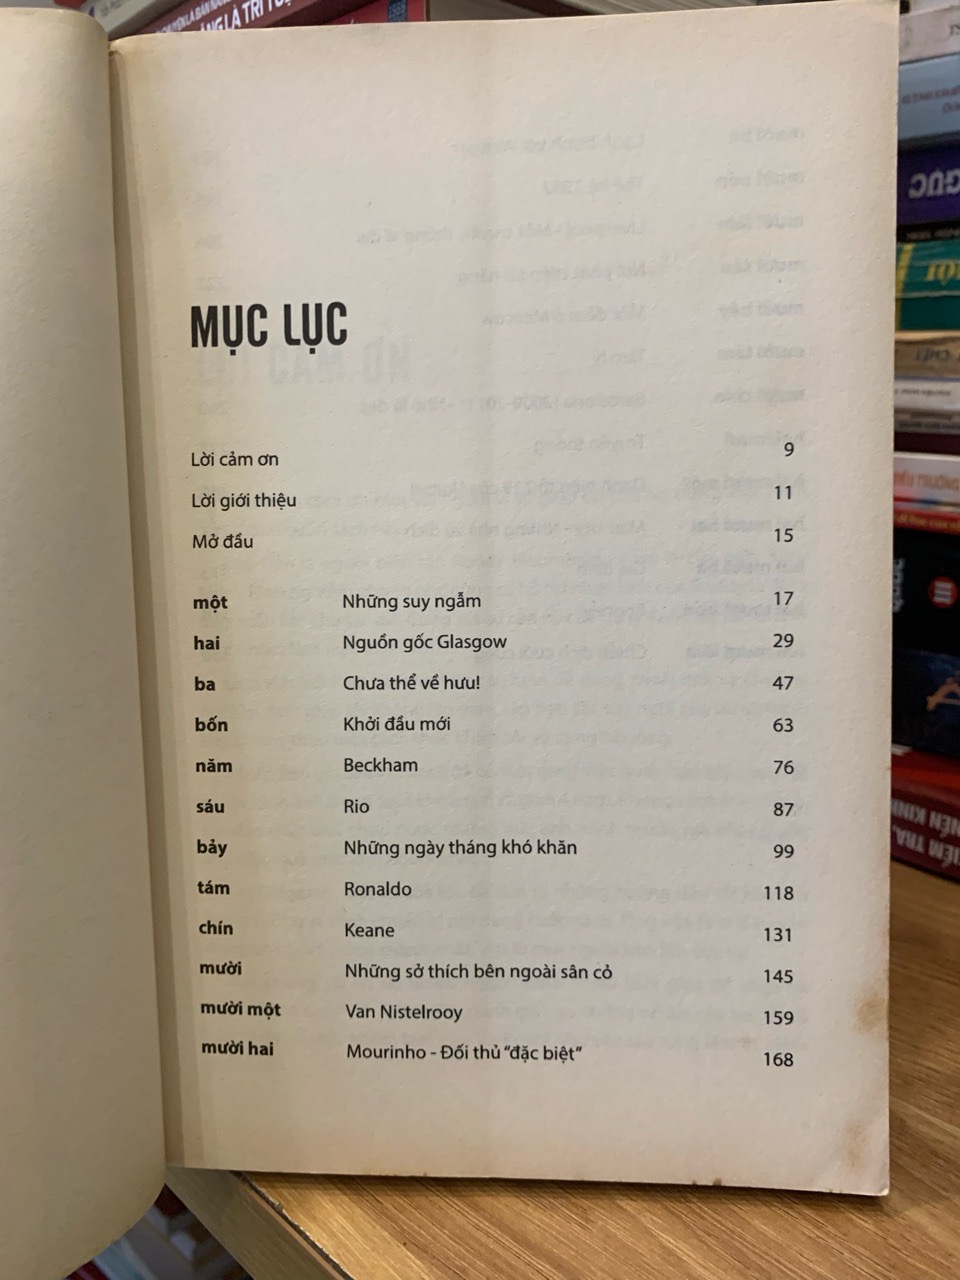 MỤC LỤC
Lời cảm ơn 9
Lời giới thiệu 11
Mở đầu 15
một Những suy ngẫm 17
hai Nguồn gốc Glasgow 29
ba Chưa thể về hưu! 47
bốn Khởi đầu mới 63
năm Beckham 76
sáu Rio 87
bảy Những ngày tháng khó khăn 99
tám Ronaldo 118
chín Keane 131
mười Những sở thích bên ngoài sân cỏ 145
mười một Van Nistelrooy 159
mười hai Mourinho - Đối thủ “đặc biệt” 168